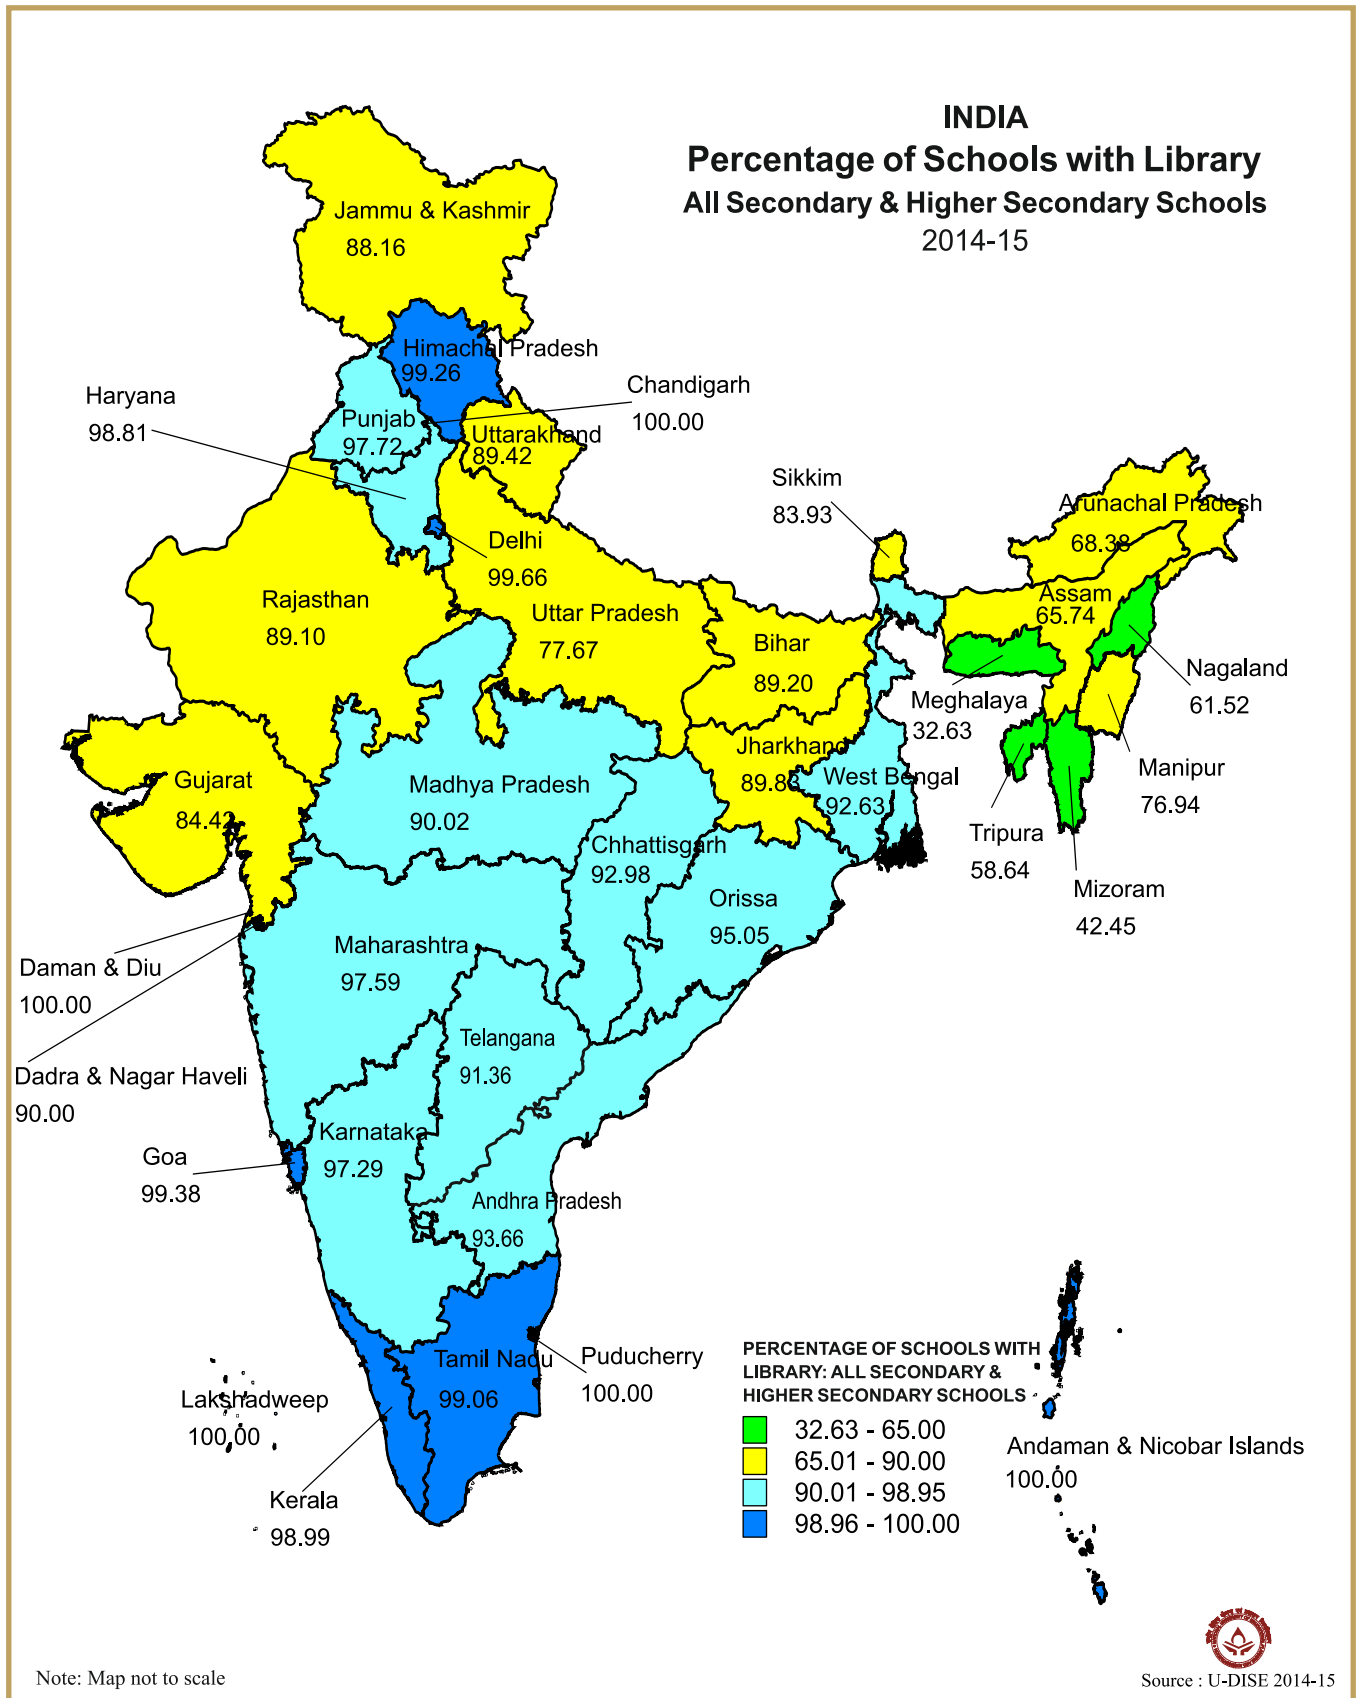 INDIA
Percentage of Schools with Library
All Secondary & Higher Secondary Schools
2014-15
Jammu & Kashmir
88.16
Himachal Pradesh
99.26
Chandigarh
100.00
Haryana
98.81
Punjab
97.72
Uttarakhand
89.42
Sikkim
83.93
Arunachal Pradesh
68.38
Delhi
99.66
Rajasthan
89.10
Uttar Pradesh
77.67
Bihar
89.20
Assam
65.74
Nagaland
61.52
Meghalaya
32.63
Gujarat
84.42
Madhya Pradesh
90.02
Jharkhand
89.83
West Bengal
92.63
Manipur
76.94
Tripura
58.64
Mizoram
42.45
Chhattisgarh
92.98
Orissa
95.05
Maharashtra
97.59
Daman & Diu
100.00
Telangana
91.36
Dadra & Nagar Haveli
90.00
Karnataka
97.29
Goa
99.38
Andhra Pradesh
93.66
Tamil Nadu
99.06
Puducherry
100.00
Lakshadweep
100.00
Kerala
98.99
PERCENTAGE OF SCHOOLS WITH
LIBRARY: ALL SECONDARY &
HIGHER SECONDARY SCHOOLS
32.63 - 65.00
65.01 - 90.00
90.01 - 98.95
98.96 - 100.00
Andaman & Nicobar Islands
100.00
Note: Map not to scale
Source : U-DISE 2014-15